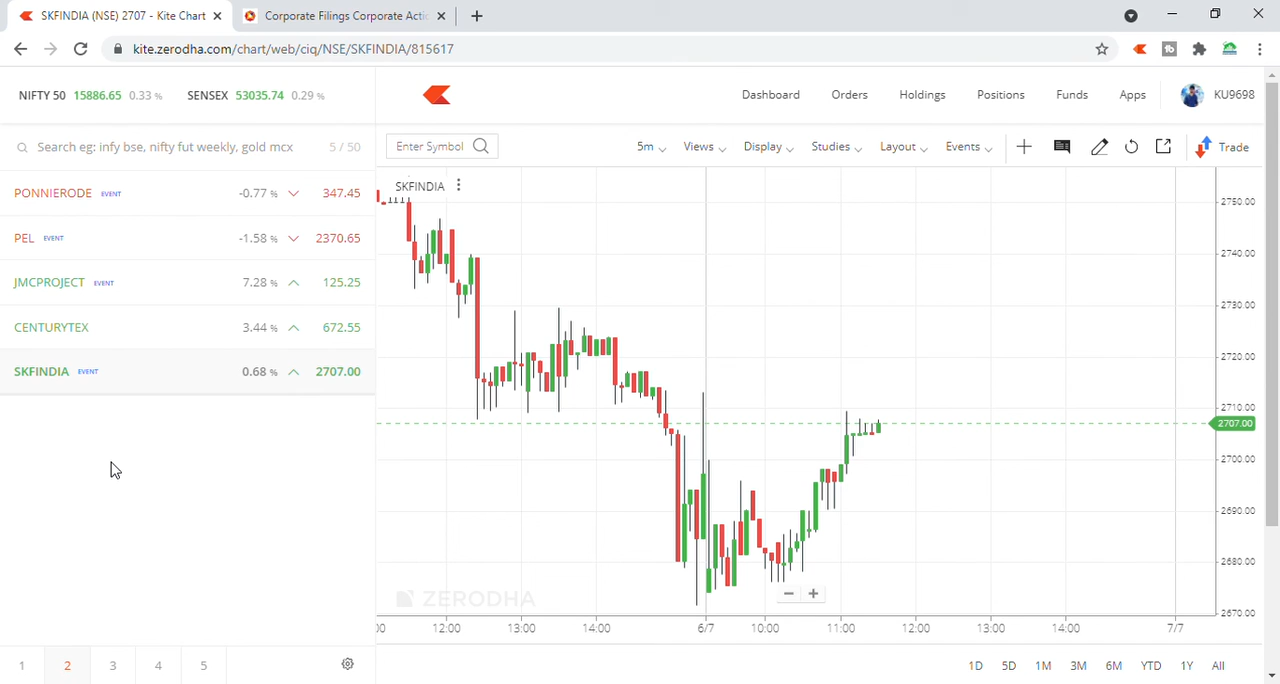 SKFINDIA (NSE) 2707 - Kite Chart
Corporate Filings Corporate Acti
kite.zerodha.com/chart/web/ciq/NSE/SKFINDIA/815617
NIFTY 50 15886.65 0.33 % SENSEX 53035.74 0.29 %
Dashboard Orders Holdings Positions Funds Apps KU9698
Search eg: infy bse, nifty fut weekly, gold mcx 5 / 50
Enter Symbol 5m Views Display Studies Layout Events Trade
PONNIERODE EVENT -0.77 % 347.45
PEL EVENT -1.58 % 2370.65
JMCPROJECT EVENT 7.28 % 125.25
CENTURYTEX 3.44 % 672.55
SKFINDIA EVENT 0.68 % 2707.00
SKFINDIA
2750.00
2740.00
2730.00
2720.00
2710.00
2707.00
2700.00
2690.00
2680.00
2670.00
ZERODHA
00 12:00 13:00 14:00 6/7 10:00 11:00 12:00 13:00 14:00 7/7
1 2 3 4 5
1D 5D 1M 3M 6M YTD 1Y All